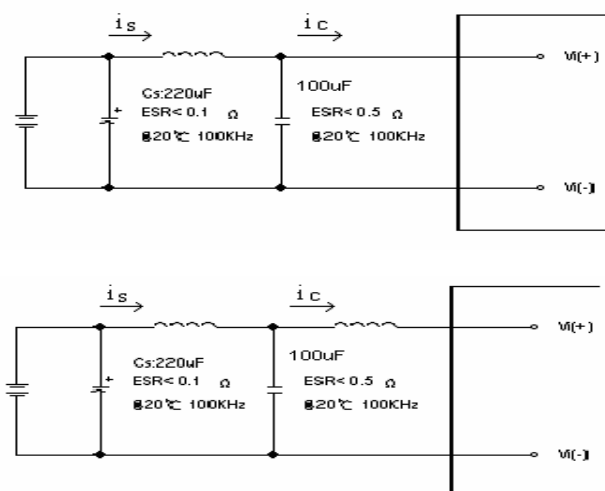 is ic
Vi(+)
Cs:220uF 100uF
ESR<0.1 Ω ESR<0.5 Ω
@20℃ 100KHz @20℃ 100KHz
+
Vi(-)
is ic
Vi(+)
Cs:220uF 100uF
ESR<0.1 Ω ESR<0.5 Ω
@20℃ 100KHz @20℃ 100KHz
+
Vi(-)